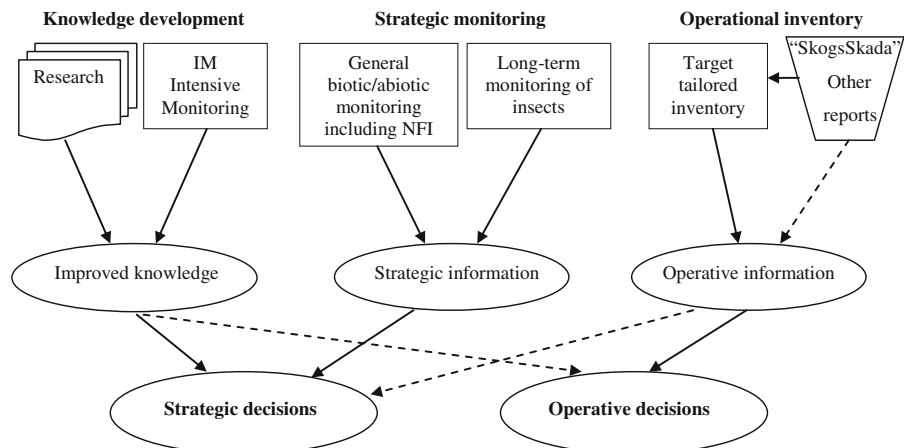 Knowledge development
Strategic monitoring
Operational inventory
Research
IM
Intensive
Monitoring
General
biotic/abiotic
monitoring
including NFI
Long-term
monitoring of
insects
Target
tailored
inventory
“SkogsSkada”
Other
reports
Improved knowledge
Strategic information
Operative information
Strategic decisions
Operative decisions